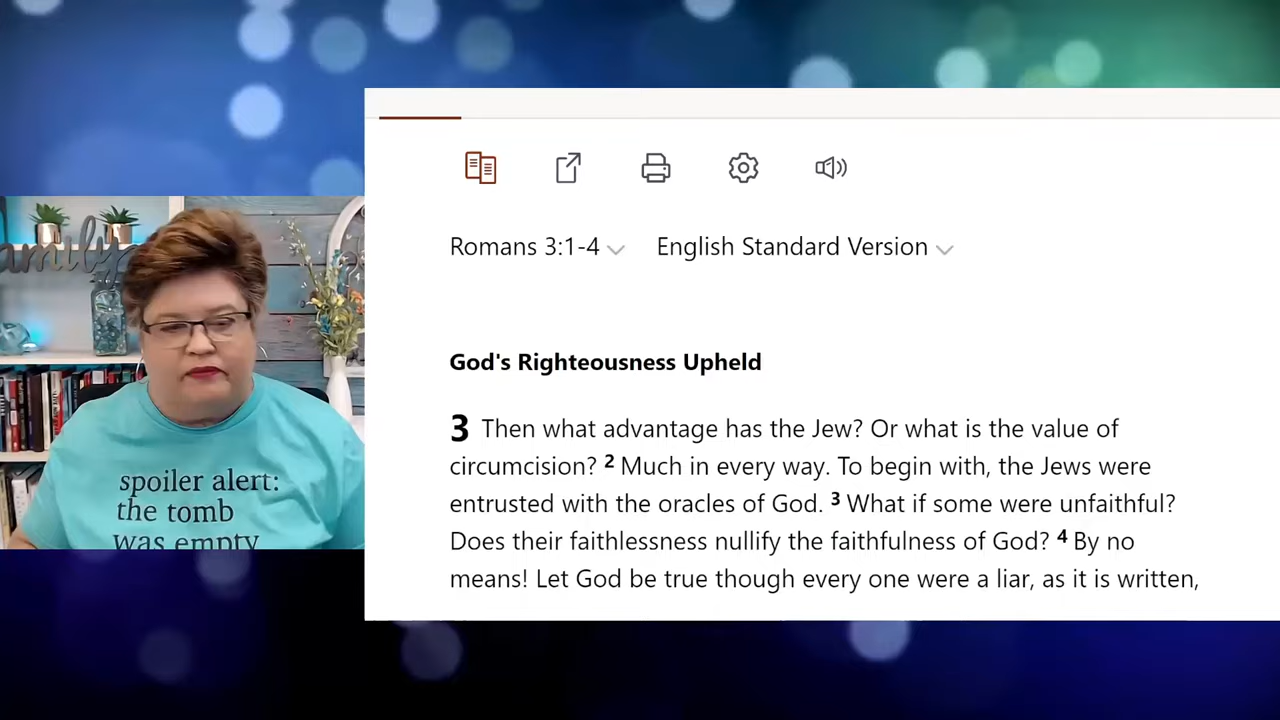 family
spoiler alert:
the tomb
was empty
Romans 3:1-4
English Standard Version
God's Righteousness Upheld
3 Then what advantage has the Jew? Or what is the value of
circumcision? 2 Much in every way. To begin with, the Jews were
entrusted with the oracles of God. 3 What if some were unfaithful?
Does their faithlessness nullify the faithfulness of God? 4 By no
means! Let God be true though every one were a liar, as it is written,